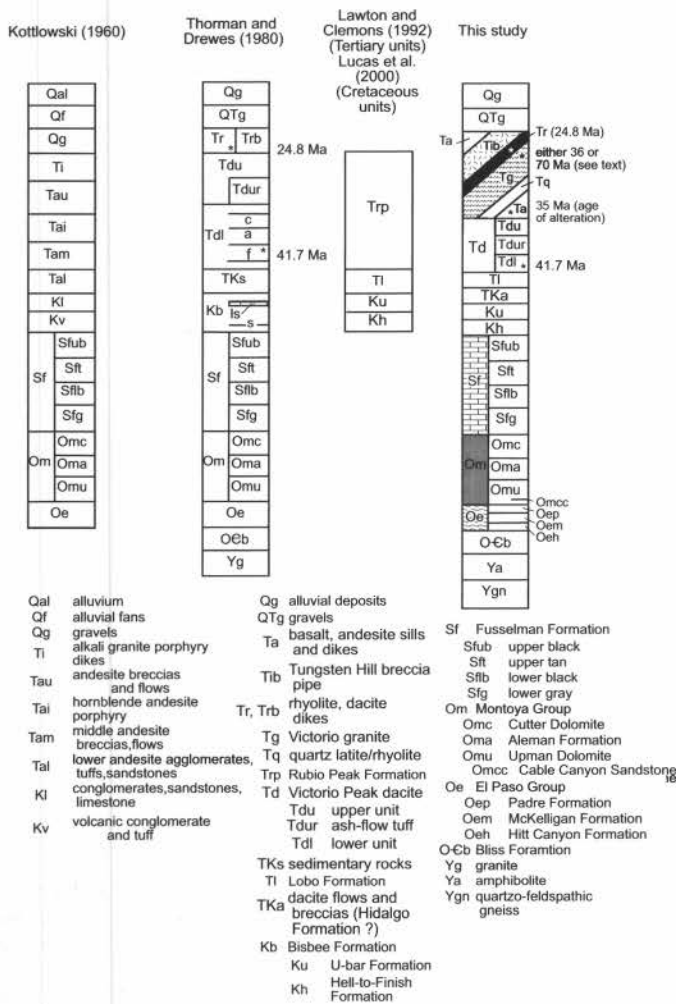 Kottlowski (1960)
Thorman and
Drewes (1980)
Lawton and
Clemons (1992)
(Tertiary units)
Lucas et al.
(2000)
(Cretaceous
units)
This study
Qal
Qf
Qg
Ti
Tau
Tai
Tam
Tal
Kl
Kv
Sf
Sfub
Sft
Sflb
Sfg
Om
Omc
Oma
Omu
Oe
Qg
QTg
Tr
*
Trb
24.8 Ma
Tdu
Tdur
Tdl
c
a
f *
41.7 Ma
TKs
Kb
ls
s
Sf
Sfub
Sft
Sflb
Sfg
Om
Omc
Oma
Omu
Oe
O€b
Yg
Trp
Tl
Ku
Kh
Qg
QTg
Ta
Tib
Tr (24.8 Ma)
either 36 or
70 Ma (see text)
Tg
Tq
*Ta
35 Ma (age
of alteration)
Td
Tdu
Tdur
Tdl *
41.7 Ma
Tl
TKa
Ku
Kh
Sf
Sfub
Sft
Sflb
Sfg
Om
Omc
Oma
Omu
Omcc
Oe
Oep
Oem
Oeh
O€b
Ya
Ygn
Qal alluvium
Qf alluvial fans
Qg gravels
Ti alkali granite porphyry
dikes
Tau andesite breccias
and flows
Tai hornblende andesite
porphyry
Tam middle andesite
breccias,flows
Tal lower andesite agglomerates,
tuffs,sandstones
Kl conglomerates,sandstones,
limestone
Kv volcanic conglomerate
and tuff
Qg alluvial deposits
QTg gravels
Ta basalt, andesite sills
and dikes
Tib Tungsten Hill breccia
pipe
Tr, Trb rhyolite, dacite
dikes
Tg Victorio granite
Tq quartz latite/rhyolite
Trp Rubio Peak Formation
Td Victorio Peak dacite
Tdu upper unit
Tdur ash-flow tuff
Tdl lower unit
TKs sedimentary rocks
Tl Lobo Formation
TKa dacite flows and
breccias (Hidalgo
Formation ?)
Kb Bisbee Formation
Ku U-bar Formation
Kh Hell-to-Finish
Formation
Sf Fusselman Formation
Sfub upper black
Sft upper tan
Sflb lower black
Sfg lower gray
Om Montoya Group
Omc Cutter Dolomite
Oma Aleman Formation
Omu Upman Dolomite
Omcc Cable Canyon Sandstone
Oe El Paso Group
Oep Padre Formation
Oem McKelligan Formation
Oeh Hitt Canyon Formation
O€b Bliss Foramtion
Yg granite
Ya amphibolite
Ygn quartzo-feldspathic
gneiss